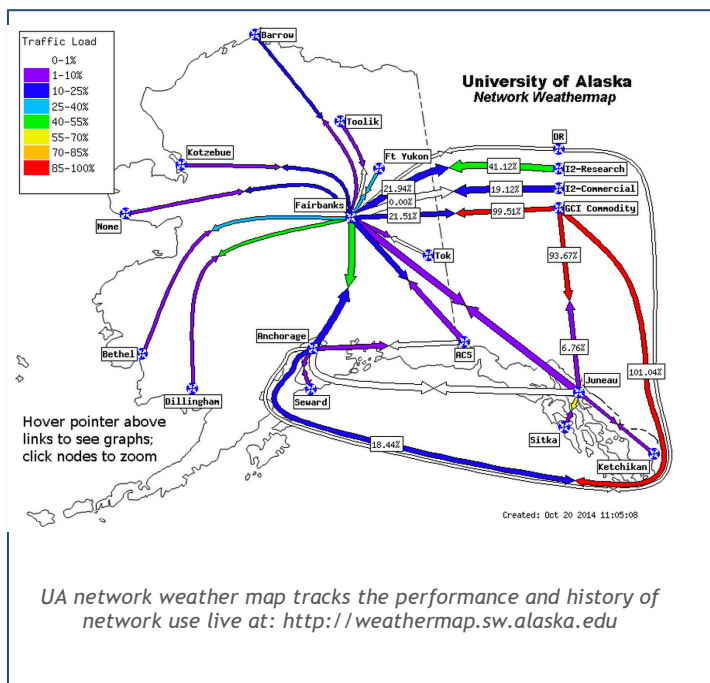 Traffic Load
0-1%
1-10%
10-25%
25-40%
40-55%
55-70%
70-85%
85-100%
University of Alaska
Network Weathermap
Barrow
Toolik
Kotzebue
Ft Yukon
DR
I2-Research
I2-Commercial
GCI Commodity
41.12%
21.94%
0.00%
19.12%
21.51%
99.51%
Fairbanks
Nome
Tok
93.67%
Anchorage
ACS
6.76%
Bethel
Dillingham
Seward
Juneau
101.04%
Sitka
Ketchikan
18.44%
Hover pointer above
links to see graphs;
click nodes to zoom
Created: Oct 20 2014 11:05:08
UA network weather map tracks the performance and history of
network use live at: http://weathermap.sw.alaska.edu